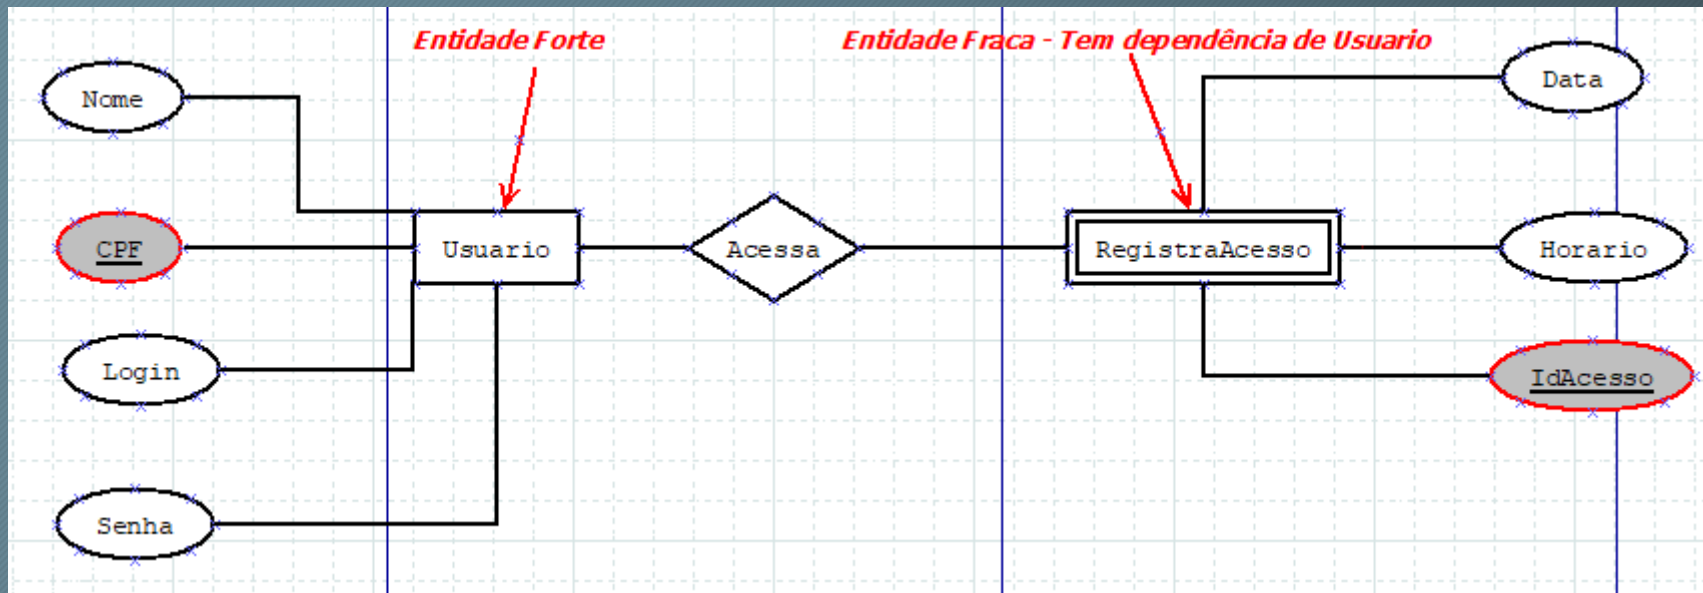 Entidade Forte
Entidade Fraca - Tem dependência de Usuario
Nome
Data
CPF
Usuario
Acessa
RegistraAcesso
Horario
Login
IdAcesso
Senha